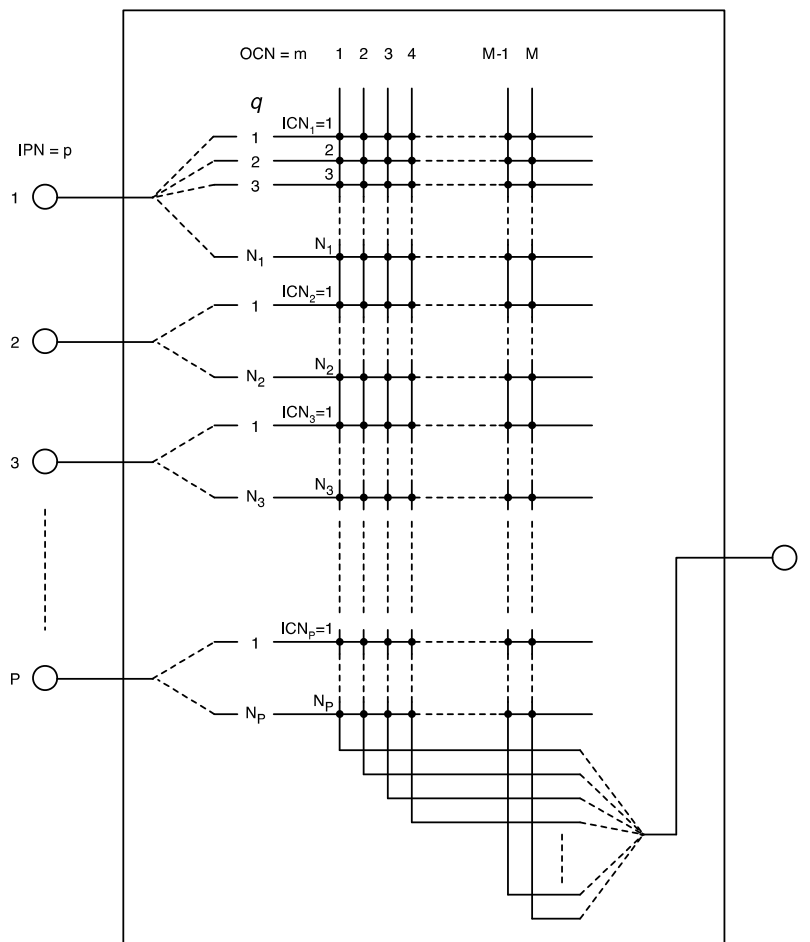 OCN = m 1 2 3 4 M-1 M
q
1 ICN₁=1
IPN = p
2 2
3 3
1
N₁ N₁
1 ICN₂=1
2
N₂ N₂
1 ICN₃=1
3
N₃ N₃
1 ICNₚ=1
P
Nₚ Nₚ